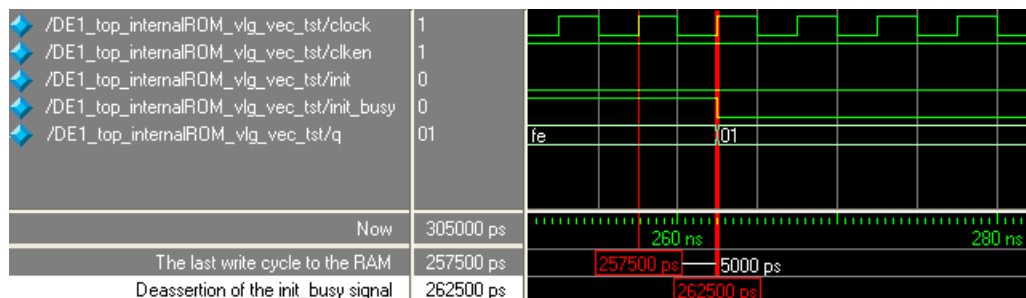 /DE1_top_internalROM_vlg_vec_tst/clock 1
/DE1_top_internalROM_vlg_vec_tst/clken 1
/DE1_top_internalROM_vlg_vec_tst/init 0
/DE1_top_internalROM_vlg_vec_tst/init_busy 0
/DE1_top_internalROM_vlg_vec_tst/q 01 fe 01
Now 305000 ps 260 ns 280 ns
The last write cycle to the RAM 257500 ps 257500 ps 5000 ps
Deassertion of the init_busy signal 262500 ps 262500 ps